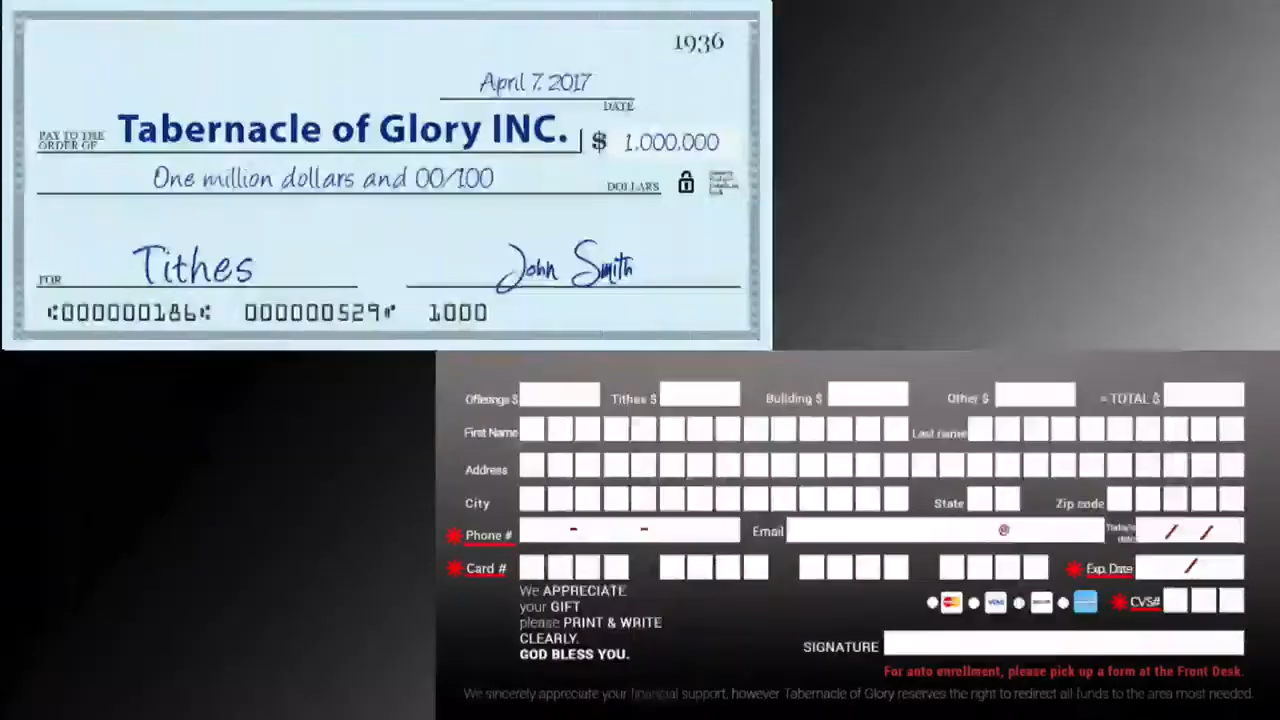 1936
April 7, 2017
DATE
PAY TO THE ORDER OF Tabernacle of Glory INC. $ 1,000,000
One million dollars and 00/100 DOLLARS
FOR Tithes John Smith
⑆000000186⑆ 000000529⑈ 1000
Offerings $ Tithes $ Building $ Other $ = TOTAL $
First Name Last name
Address
City State Zip code
Phone # - - Email @ Today's date / /
Card # Exp. Date /
We APPRECIATE
your GIFT
please PRINT & WRITE
CLEARLY.
GOD BLESS YOU.
VISA CVS#
SIGNATURE
For auto enrollment, please pick up a form at the Front Desk.
We sincerely appreciate your financial support, however Tabernacle of Glory reserves the right to redirect all funds to the area most needed.